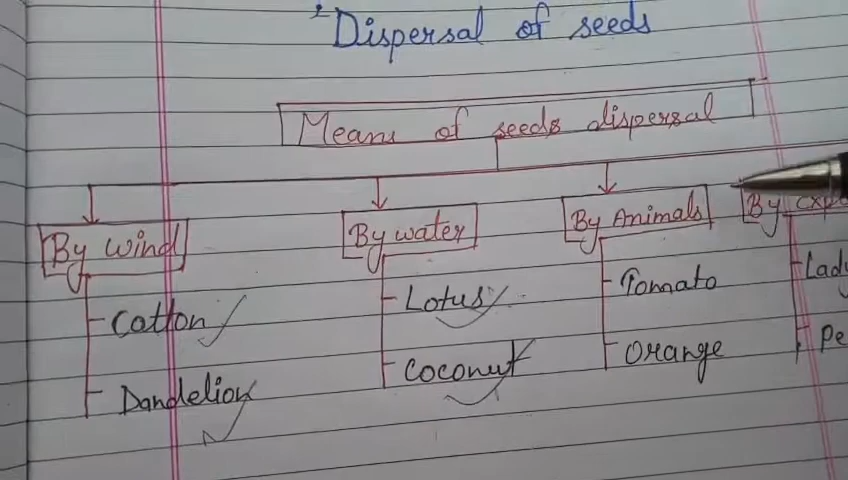 Dispersal of seeds
Means of seeds dispersal
By wind
Cotton
Dandelion
By water
Lotus
Coconut
By Animals
Tomato
Orange
By